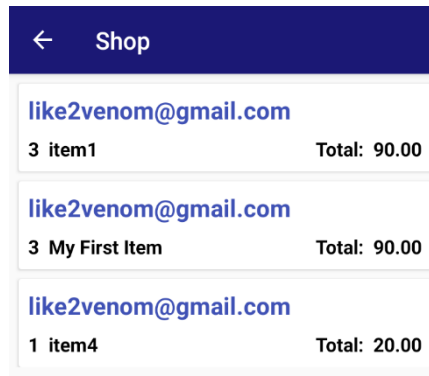 Shop
like2venom@gmail.com
3 item1 Total: 90.00
like2venom@gmail.com
3 My First Item Total: 90.00
like2venom@gmail.com
1 item4 Total: 20.00